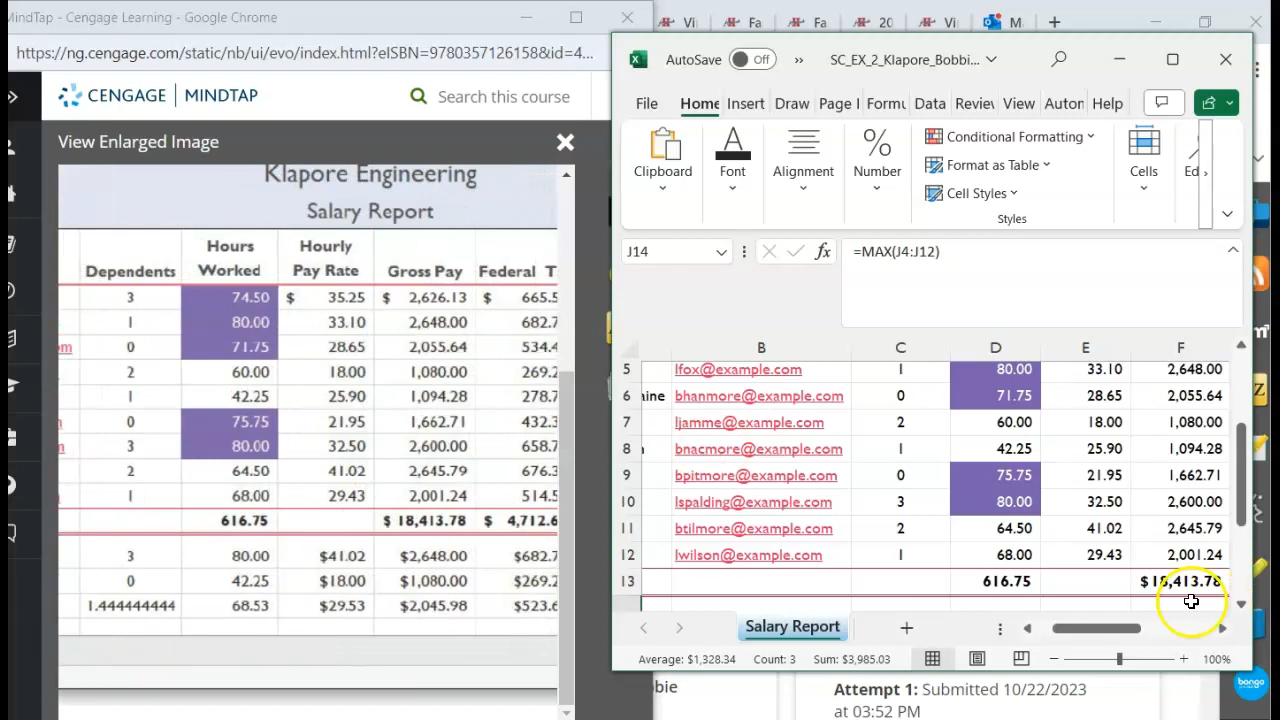 MindTap - Cengage Learning - Google Chrome
https://ng.cengage.com/static/nb/ui/evo/index.html?eISBN=9780357126158&id=4...
CENGAGE | MINDTAP
Search this course
View Enlarged Image
Klapore Engineering
Salary Report
Hours Hourly
Dependents Worked Pay Rate Gross Pay Federal T
3 74.50 $ 35.25 $ 2,626.13 $ 665.5
1 80.00 33.10 2,648.00 682.7
om 0 71.75 28.65 2,055.64 534.4
2 60.00 18.00 1,080.00 269.2
1 42.25 25.90 1,094.28 278.7
0 75.75 21.95 1,662.71 432.3
m 3 80.00 32.50 2,600.00 658.7
2 64.50 41.02 2,645.79 676.3
1 68.00 29.43 2,001.24 514.5
616.75 $ 18,413.78 $ 4,712.6
3 80.00 $41.02 $2,648.00 $682.7
0 42.25 $18.00 $1,080.00 $269.2
1.444444444 68.53 $29.53 $2,045.98 $523.6
Vi Fa Fa 20 Vi M
AutoSave Off SC_EX_2_Klapore_Bobbi...
File Home Insert Draw Page l Formu Data Reviev View Auton Help
Clipboard Font Alignment Number Conditional Formatting Format as Table Cell Styles Cells Ed
Styles
J14 fx =MAX(J4:J12)
B C D E F
5 lfox@example.com 1 80.00 33.10 2,648.00
6 aine bhanmore@example.com 0 71.75 28.65 2,055.64
7 ljamme@example.com 2 60.00 18.00 1,080.00
8 bnacmore@example.com 1 42.25 25.90 1,094.28
9 bpitmore@example.com 0 75.75 21.95 1,662.71
10 lspalding@example.com 3 80.00 32.50 2,600.00
11 btilmore@example.com 2 64.50 41.02 2,645.79
12 lwilson@example.com 1 68.00 29.43 2,001.24
13 616.75 $18,413.78
Salary Report
Average: $1,328.34 Count: 3 Sum: $3,985.03 100%
bbie
Attempt 1: Submitted 10/22/2023
at 03:52 PM
bongo